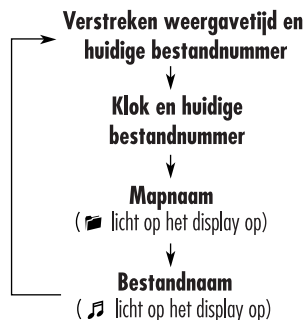 Verstreken weergavetijd en
huidige bestandnummer
Klok en huidige
bestandnummer
Mapnaam
( licht op het display op)
Bestandnaam
( licht op het display op)